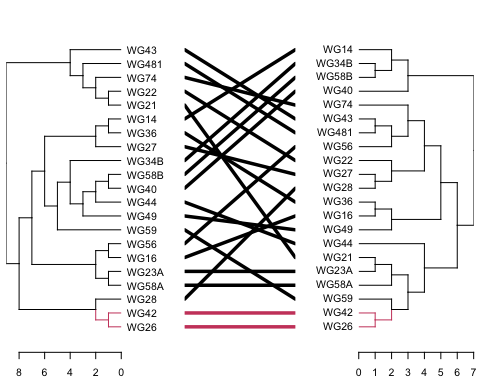 WG43 WG14
WG481 WG34B
WG74 WG58B
WG22 WG40
WG21 WG74
WG14 WG43
WG36 WG481
WG27 WG56
WG34B WG22
WG58B WG27
WG40 WG28
WG44 WG36
WG49 WG16
WG59 WG49
WG56 WG44
WG16 WG21
WG23A WG23A
WG58A WG58A
WG28 WG59
WG42 WG42
WG26 WG26
8 6 4 2 0 0 1 2 3 4 5 6 7